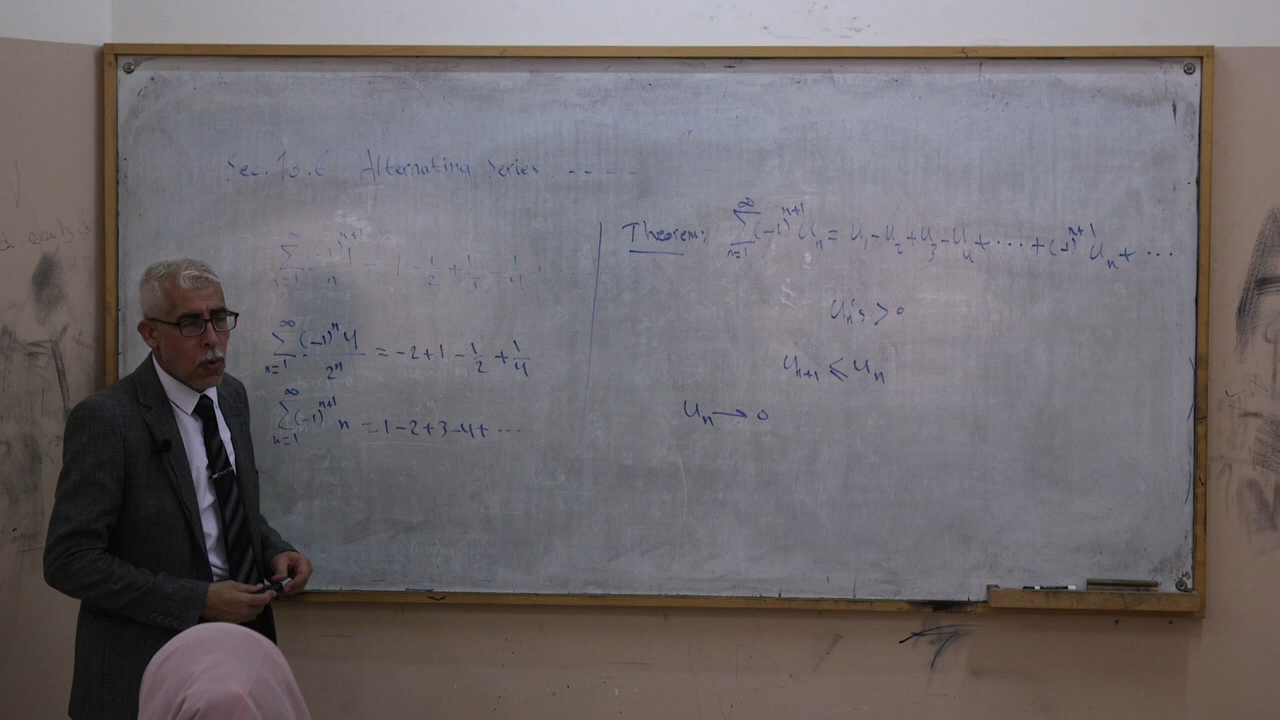 Sec. 10.6 Alternating Series -----
∞ Σ n=1 (-1)^{n+1} / n = 1 - 1/2 + 1/3 - 1/4 ...
∞ Σ n=1 (-1)^n 4 / 2^n = -2+1-1/2+1/4
∞ Σ n=1 (-1)^{n+1} n = 1-2+3-4+ ...
Theorem: ∞ Σ n=1 (-1)^{n+1} U_n = U_1 - U_2 + U_3 - U_4 + ... + (-1)^{n+1} U_n + ...
U_n's > 0
U_{n+1} ≤ U_n
U_n → 0